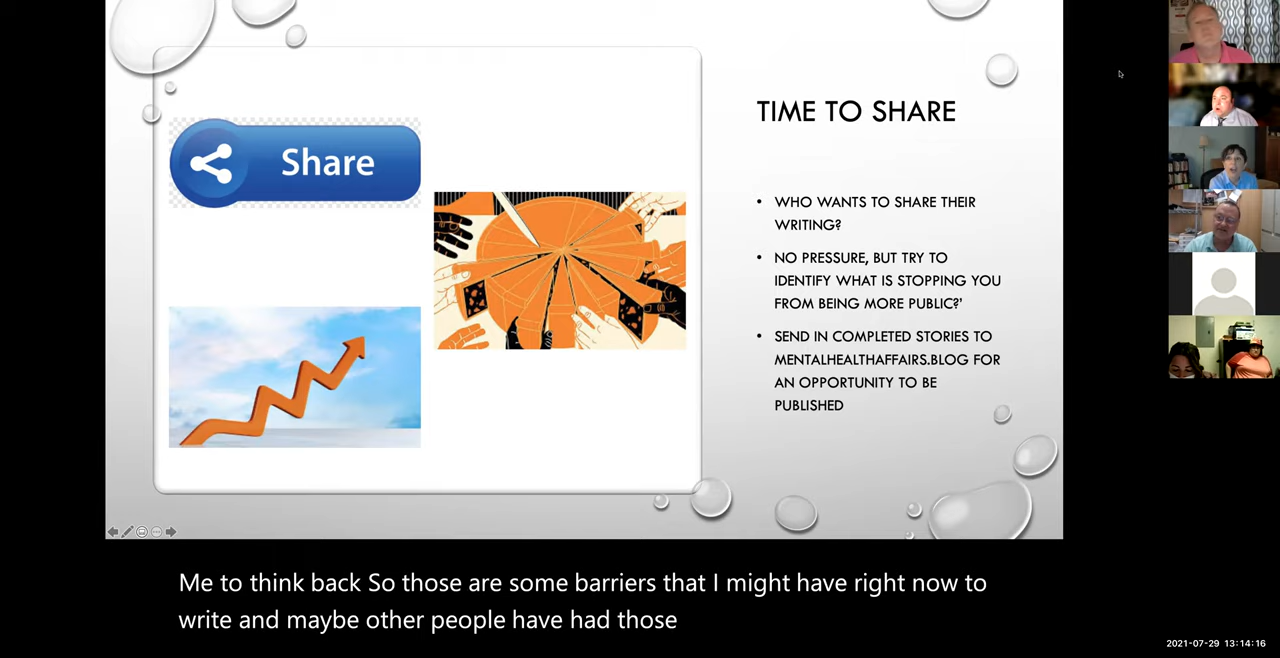 Share
TIME TO SHARE
• WHO WANTS TO SHARE THEIR
WRITING?
• NO PRESSURE, BUT TRY TO
IDENTIFY WHAT IS STOPPING YOU
FROM BEING MORE PUBLIC?'
• SEND IN COMPLETED STORIES TO
MENTALHEALTHAFFAIRS.BLOG FOR
AN OPPORTUNITY TO BE
PUBLISHED
Me to think back So those are some barriers that I might have right now to
write and maybe other people have had those
2021-07-29 13:14:16